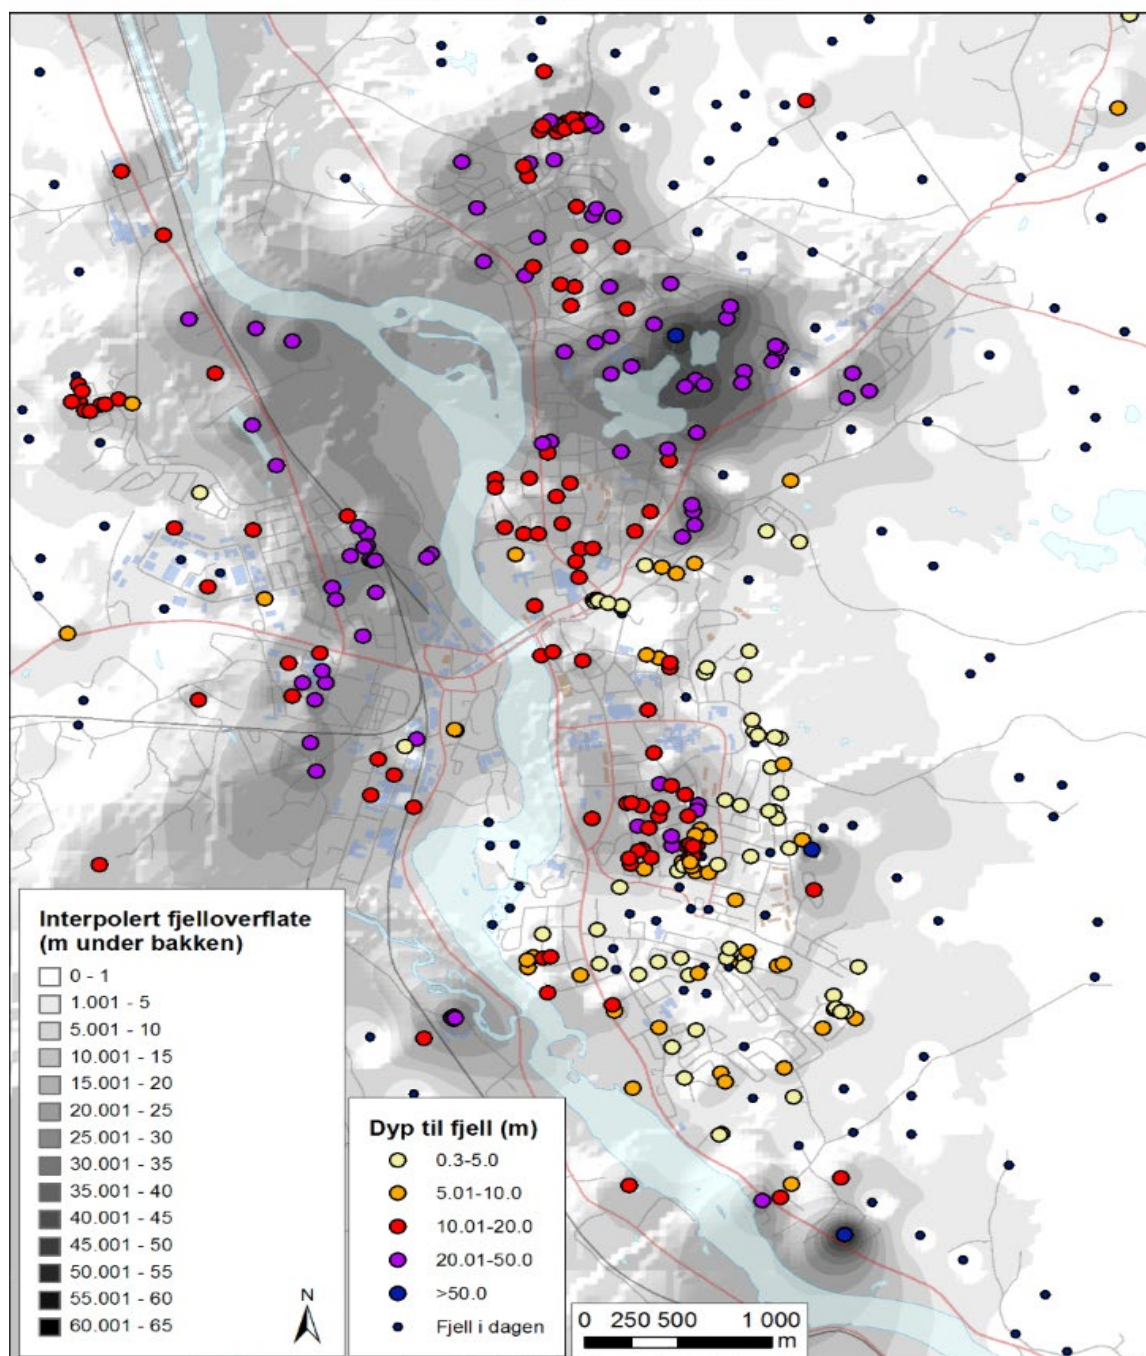 Interpolert fjelloverflate
(m under bakken)
0 - 1
1.001 - 5
5.001 - 10
10.001 - 15
15.001 - 20
20.001 - 25
25.001 - 30
30.001 - 35
35.001 - 40
40.001 - 45
45.001 - 50
50.001 - 55
55.001 - 60
60.001 - 65
N
Dyp til fjell (m)
0.3-5.0
5.01-10.0
10.01-20.0
20.01-50.0
>50.0
Fjell i dagen
0 250 500 1 000
m